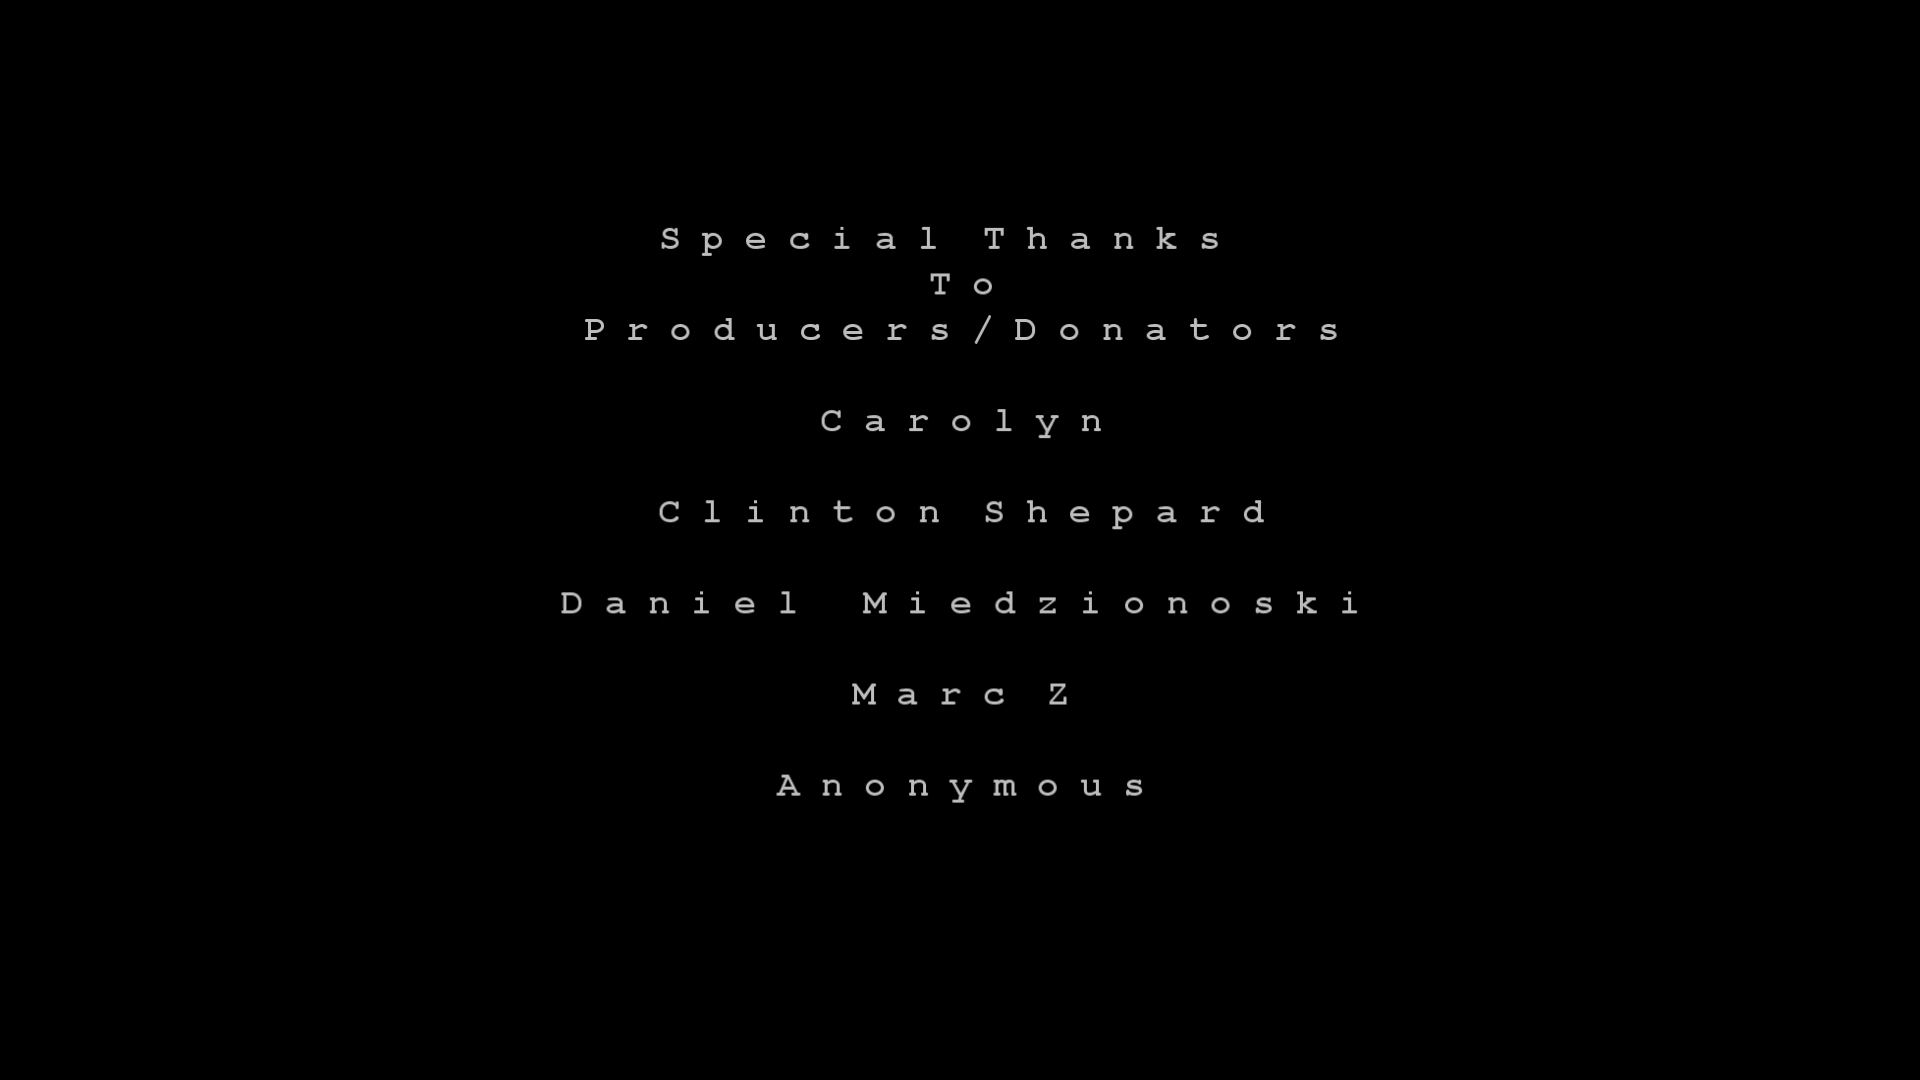 Special Thanks
To
Producers/Donators
Carolyn
Clinton Shepard
Daniel Miedzionoski
Marc Z
Anonymous